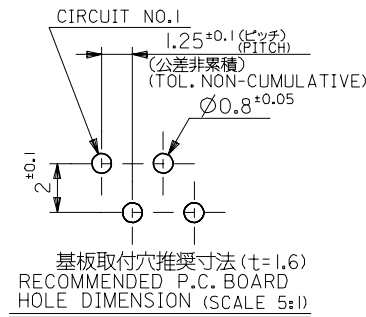 CIRCUIT NO.1
1.25±0.1(ピッチ)
(PITCH)
(公差非累積)
(TOL. NON-CUMULATIVE)
Ø0.8±0.05
2±0.1
基板取付穴推奨寸法(t=1.6)
RECOMMENDED P.C.BOARD
HOLE DIMENSION (SCALE 5:1)